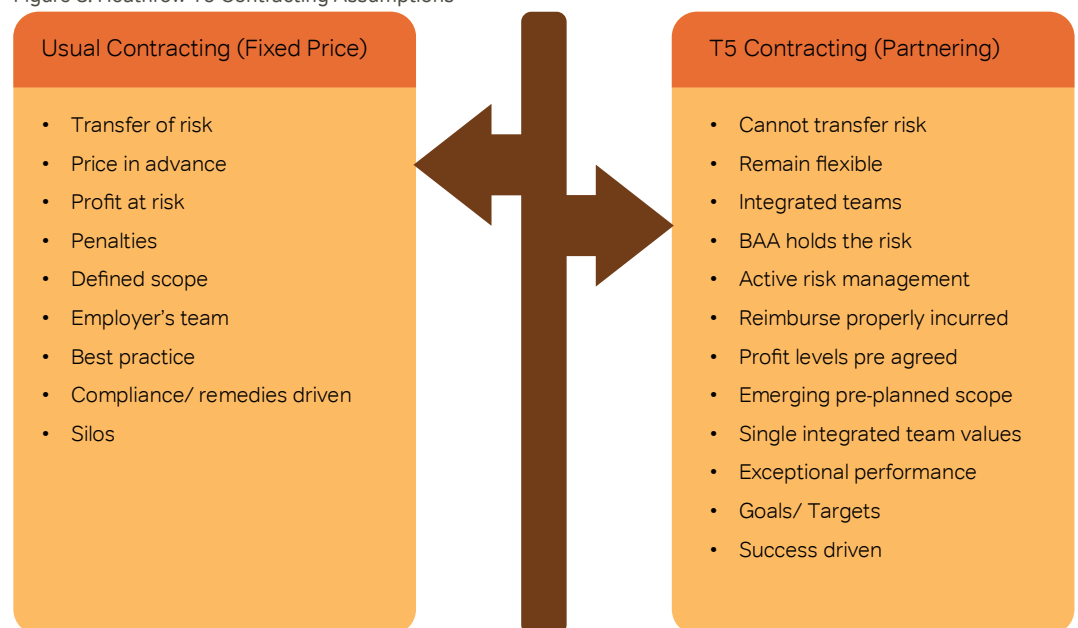 Usual Contracting (Fixed Price)
• Transfer of risk
• Price in advance
• Profit at risk
• Penalties
• Defined scope
• Employer's team
• Best practice
• Compliance/ remedies driven
• Silos
T5 Contracting (Partnering)
• Cannot transfer risk
• Remain flexible
• Integrated teams
• BAA holds the risk
• Active risk management
• Reimburse properly incurred
• Profit levels pre agreed
• Emerging pre-planned scope
• Single integrated team values
• Exceptional performance
• Goals/ Targets
• Success driven